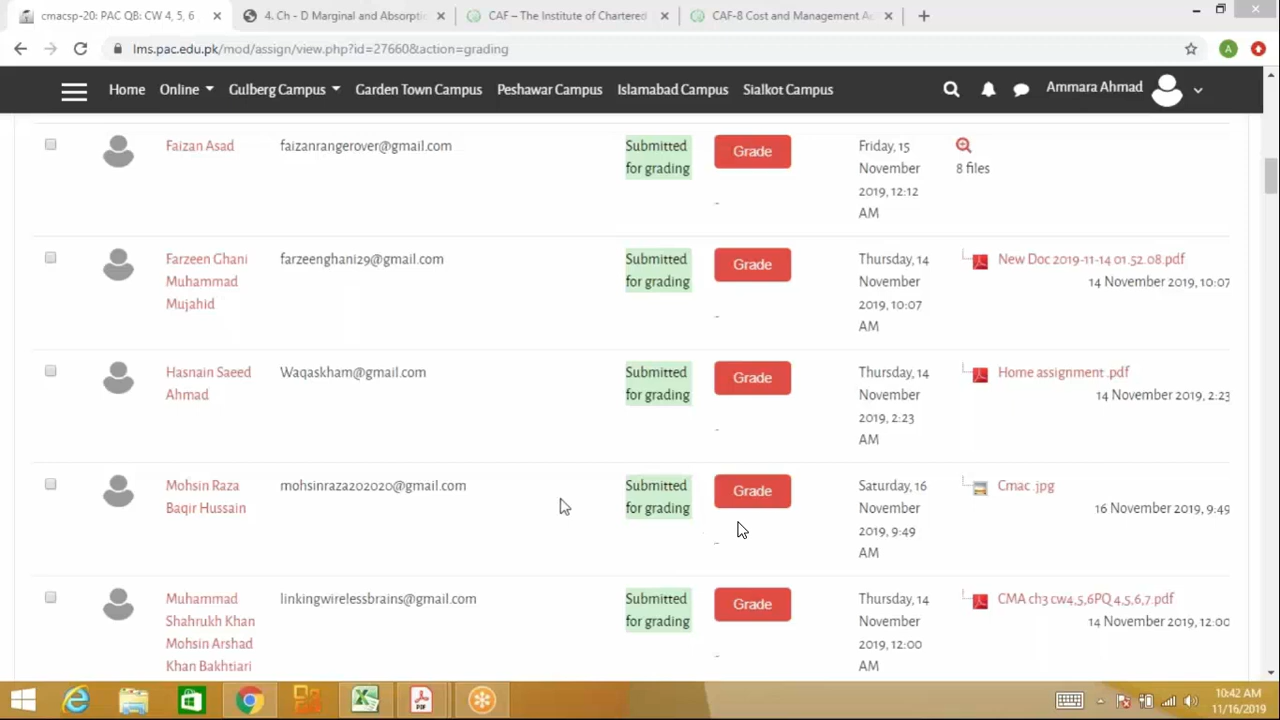 cmacsp-20: PAC QB: CW 4, 5, 6
4. Ch - D Marginal and Absorpti
CAF – The Institute of Chartered
CAF-8 Cost and Management A
lms.pac.edu.pk/mod/assign/view.php?id=27660&action=grading
A
Home Online Gulberg Campus Garden Town Campus Peshawar Campus Islamabad Campus Sialkot Campus Ammara Ahmad
Faizan Asad
faizanrangerover@gmail.com
Submitted
for grading
Grade
-
Friday, 15
November
2019, 12:12
AM
8 files
Farzeen Ghani
Muhammad
Mujahid
farzeenghani29@gmail.com
Submitted
for grading
Grade
-
Thursday, 14
November
2019, 10:07
AM
New Doc 2019-11-14 01.52.08.pdf
14 November 2019, 10:07
Hasnain Saeed
Ahmad
Waqaskham@gmail.com
Submitted
for grading
Grade
-
Thursday, 14
November
2019, 2:23
AM
Home assignment .pdf
14 November 2019, 2:23
Mohsin Raza
Baqir Hussain
mohsinraza202020@gmail.com
Submitted
for grading
Grade
-
Saturday, 16
November
2019, 9:49
AM
Cmac .jpg
16 November 2019, 9:49
Muhammad
Shahrukh Khan
Mohsin Arshad
Khan Bakhtiari
linkingwirelessbrains@gmail.com
Submitted
for grading
Grade
-
Thursday, 14
November
2019, 12:00
AM
CMA ch3 cw4,5,6PQ 4,5,6,7.pdf
14 November 2019, 12:00
PDF
10:42 AM
11/16/2019